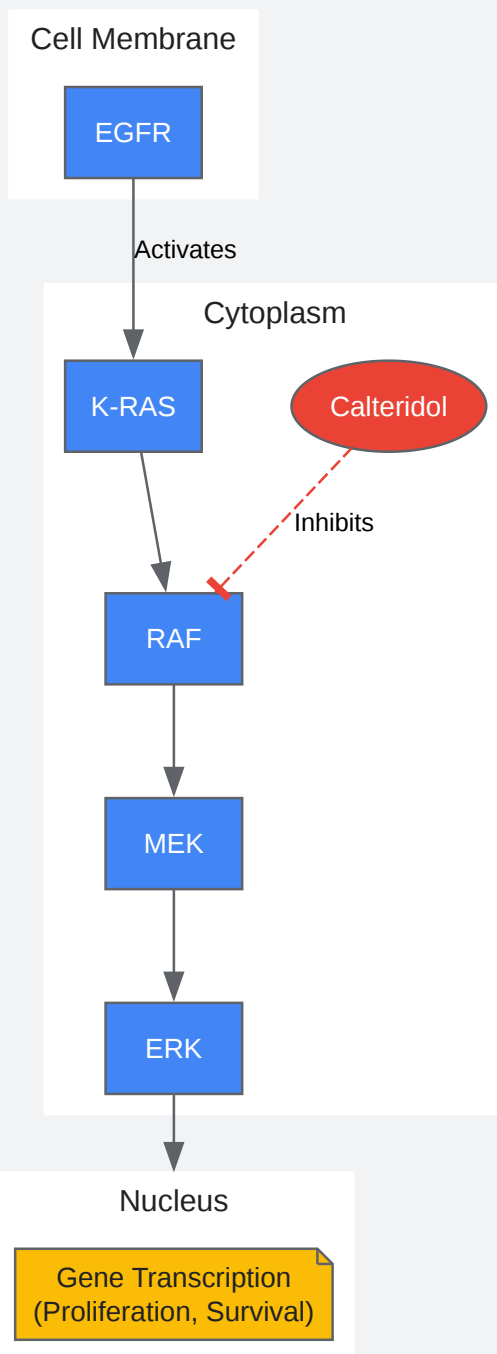 Cell Membrane
EGFR
Activates
Cytoplasm
K-RAS
Calteridol
Inhibits
RAF
MEK
ERK
Nucleus
Gene Transcription
(Proliferation, Survival)